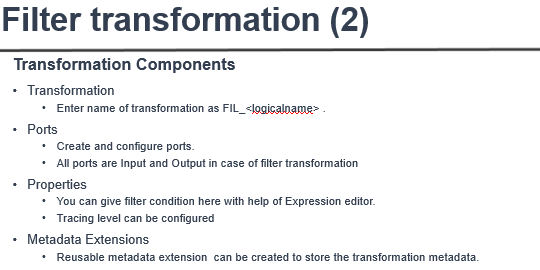 Filter transformation (2)
Transformation Components
• Transformation
• Enter name of transformation as FIL_<logicalname> .
• Ports
• Create and configure ports.
• All ports are Input and Output in case of filter transformation
• Properties
• You can give filter condition here with help of Expression editor.
• Tracing level can be configured
• Metadata Extensions
• Reusable metadata extension  can be created to store the transformation metadata.